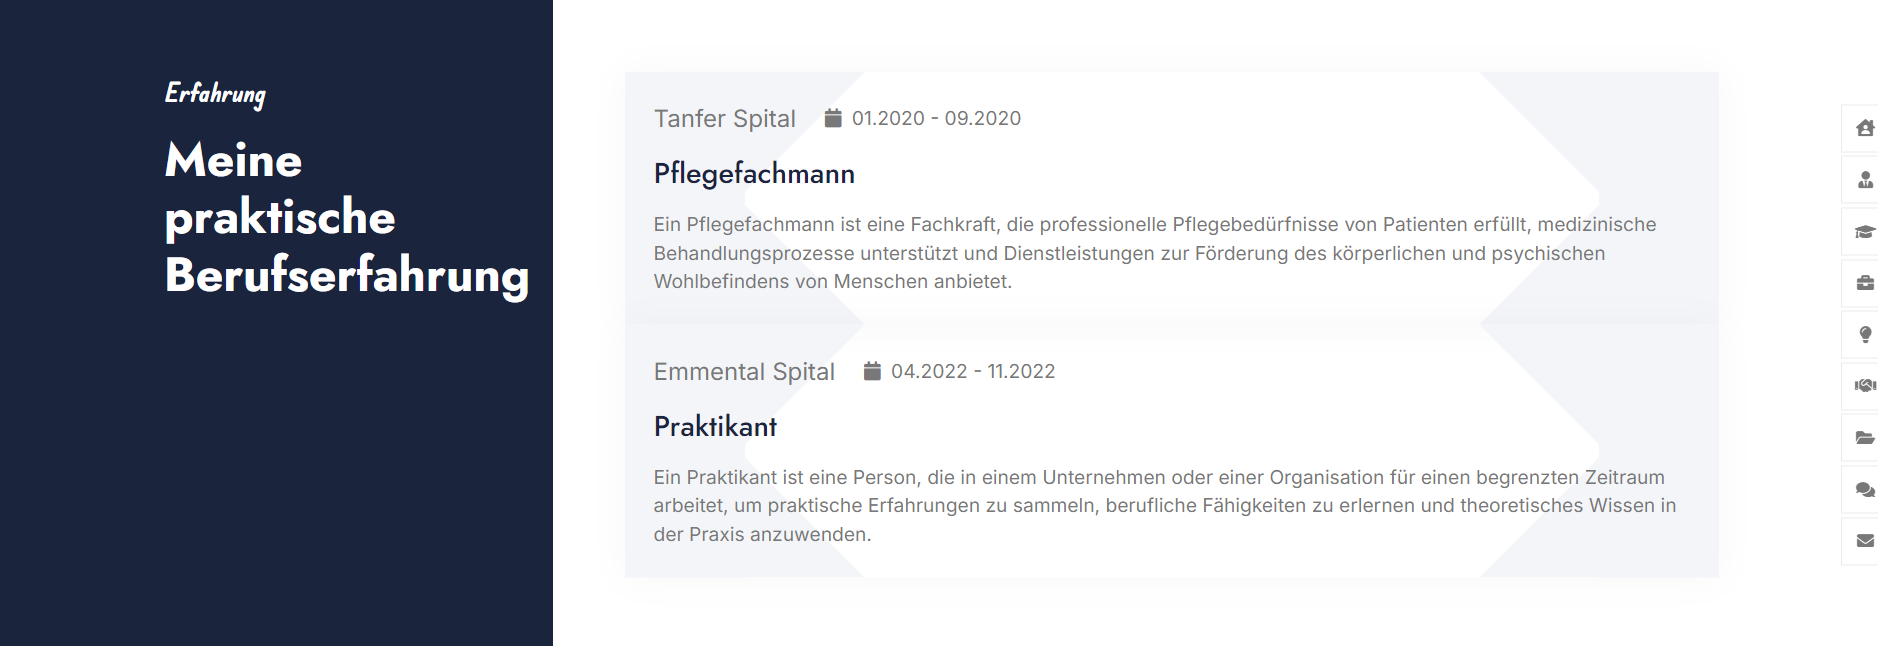 Erfahrung
Meine
praktische
Berufserfahrung
Tanfer Spital 01.2020 - 09.2020
Pflegefachmann
Ein Pflegefachmann ist eine Fachkraft, die professionelle Pflegebedürfnisse von Patienten erfüllt, medizinische
Behandlungsprozesse unterstützt und Dienstleistungen zur Förderung des körperlichen und psychischen
Wohlbefindens von Menschen anbietet.
Emmental Spital 04.2022 - 11.2022
Praktikant
Ein Praktikant ist eine Person, die in einem Unternehmen oder einer Organisation für einen begrenzten Zeitraum
arbeitet, um praktische Erfahrungen zu sammeln, berufliche Fähigkeiten zu erlernen und theoretisches Wissen in
der Praxis anzuwenden.